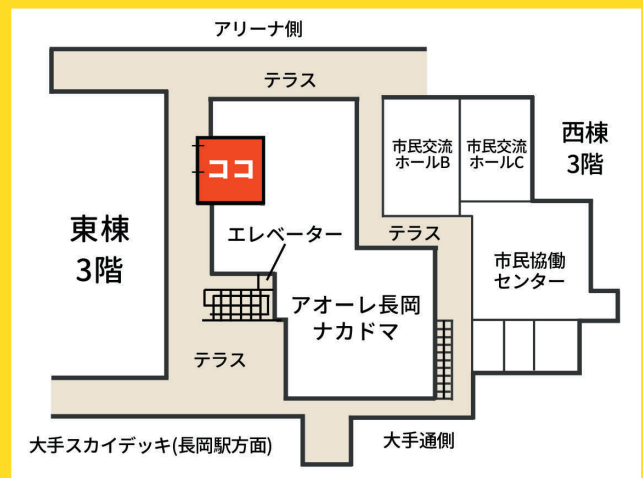 アリーナ側
テラス
市民交流
ホールB
市民交流
ホールC
西棟
3階
ココ
東棟
3階
エレベーター
テラス
市民協働
センター
アオーレ長岡
ナカドマ
テラス
大手スカイデッキ(長岡駅方面)
大手通側